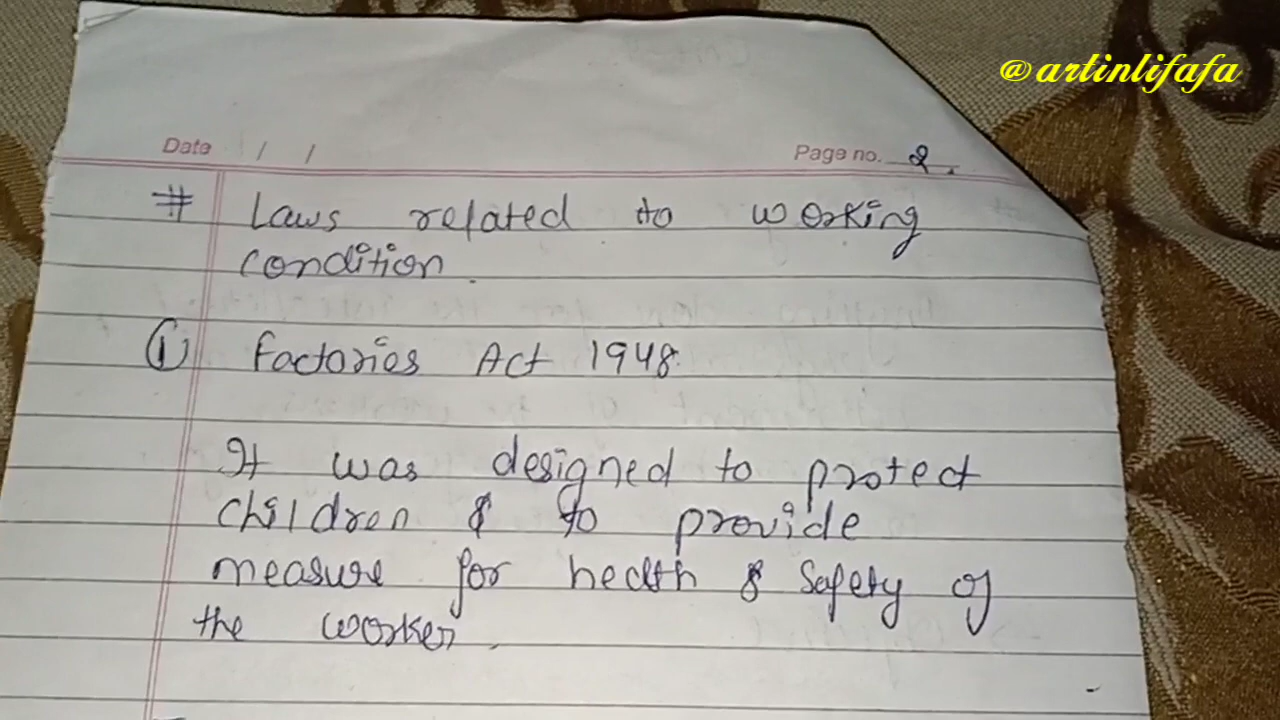 @artinlifafa
Date / /
Page no. 2.
# Laws related to working
condition.
① Factories Act 1948.
It was designed to protect
children & to provide
measure for health & Safety of
the worker.